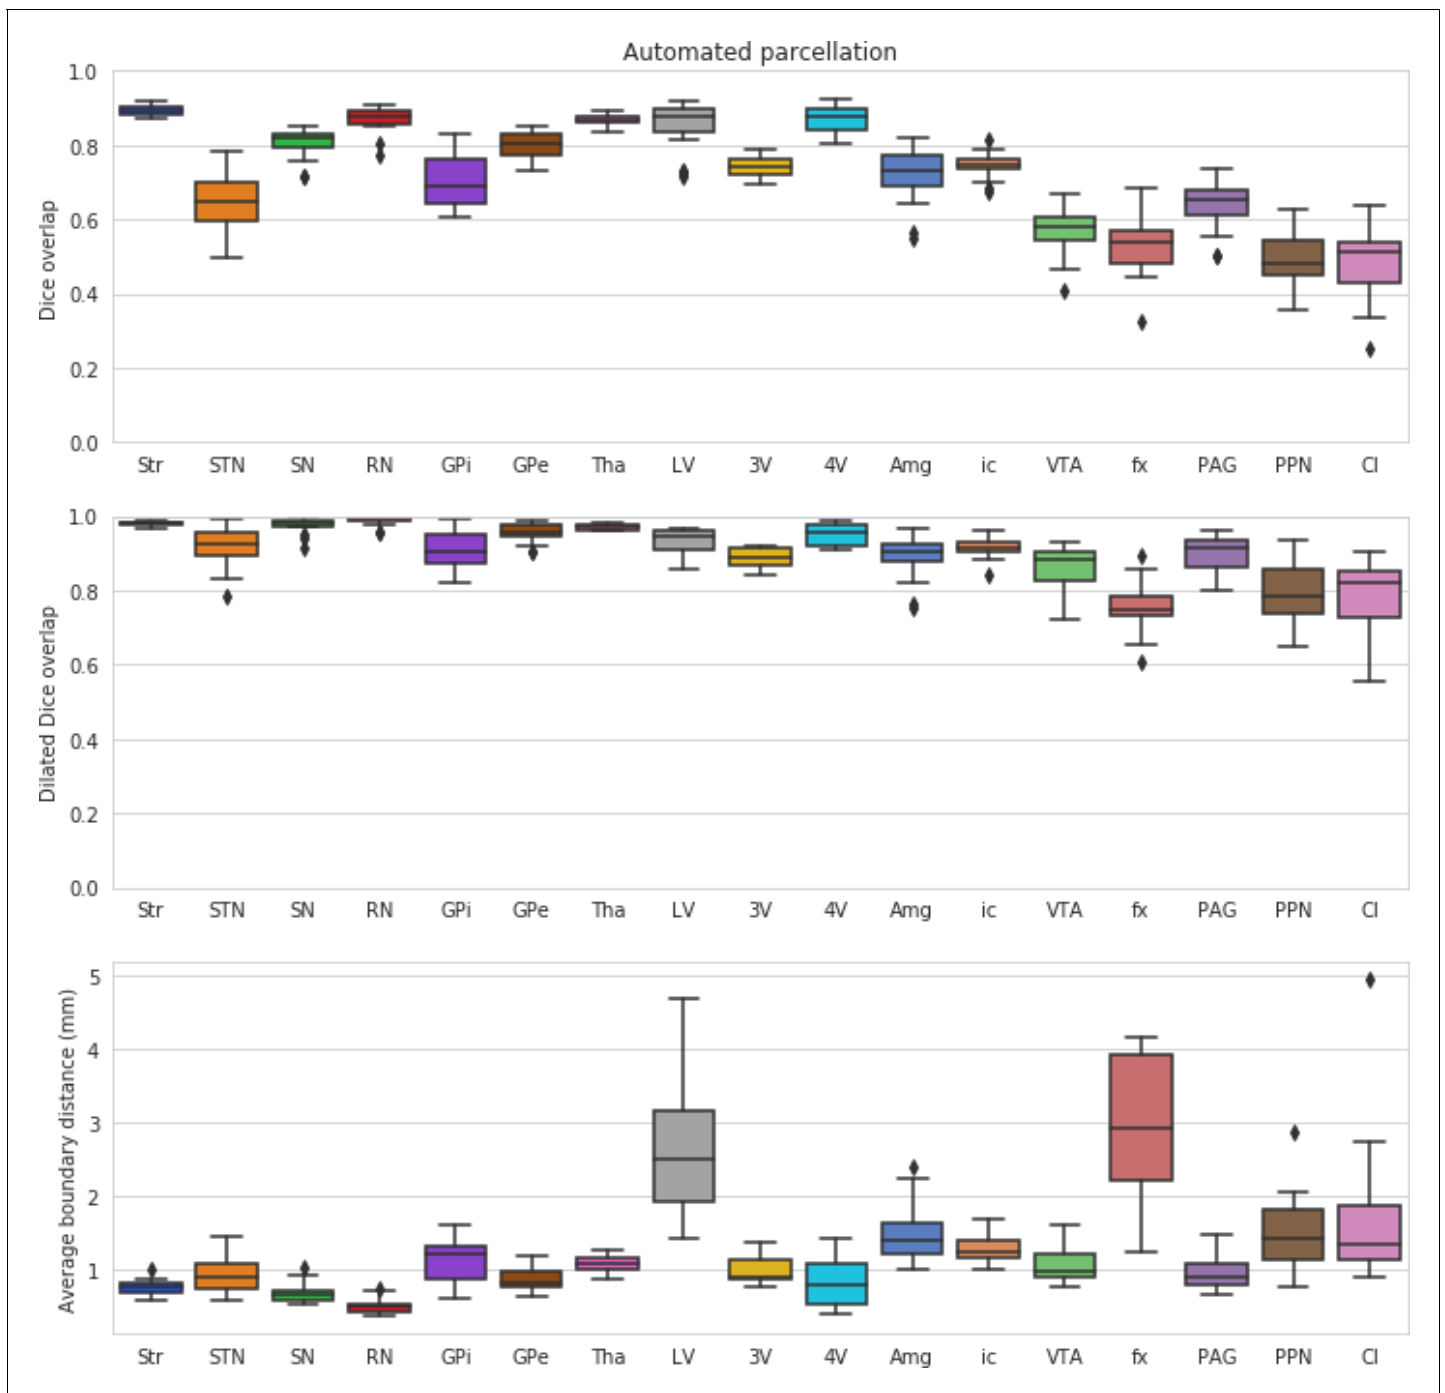 Automated parcellation
1.0
0.8
0.6
0.4
0.2
0.0
Dice overlap
Str STN SN RN GPi GPe Tha LV 3V 4V Amg ic VTA fx PAG PPN Cl
1.0
0.8
0.6
0.4
0.2
0.0
Dilated Dice overlap
Str STN SN RN GPi GPe Tha LV 3V 4V Amg ic VTA fx PAG PPN Cl
5
4
3
2
1
Average boundary distance (mm)
Str STN SN RN GPi GPe Tha LV 3V 4V Amg ic VTA fx PAG PPN Cl